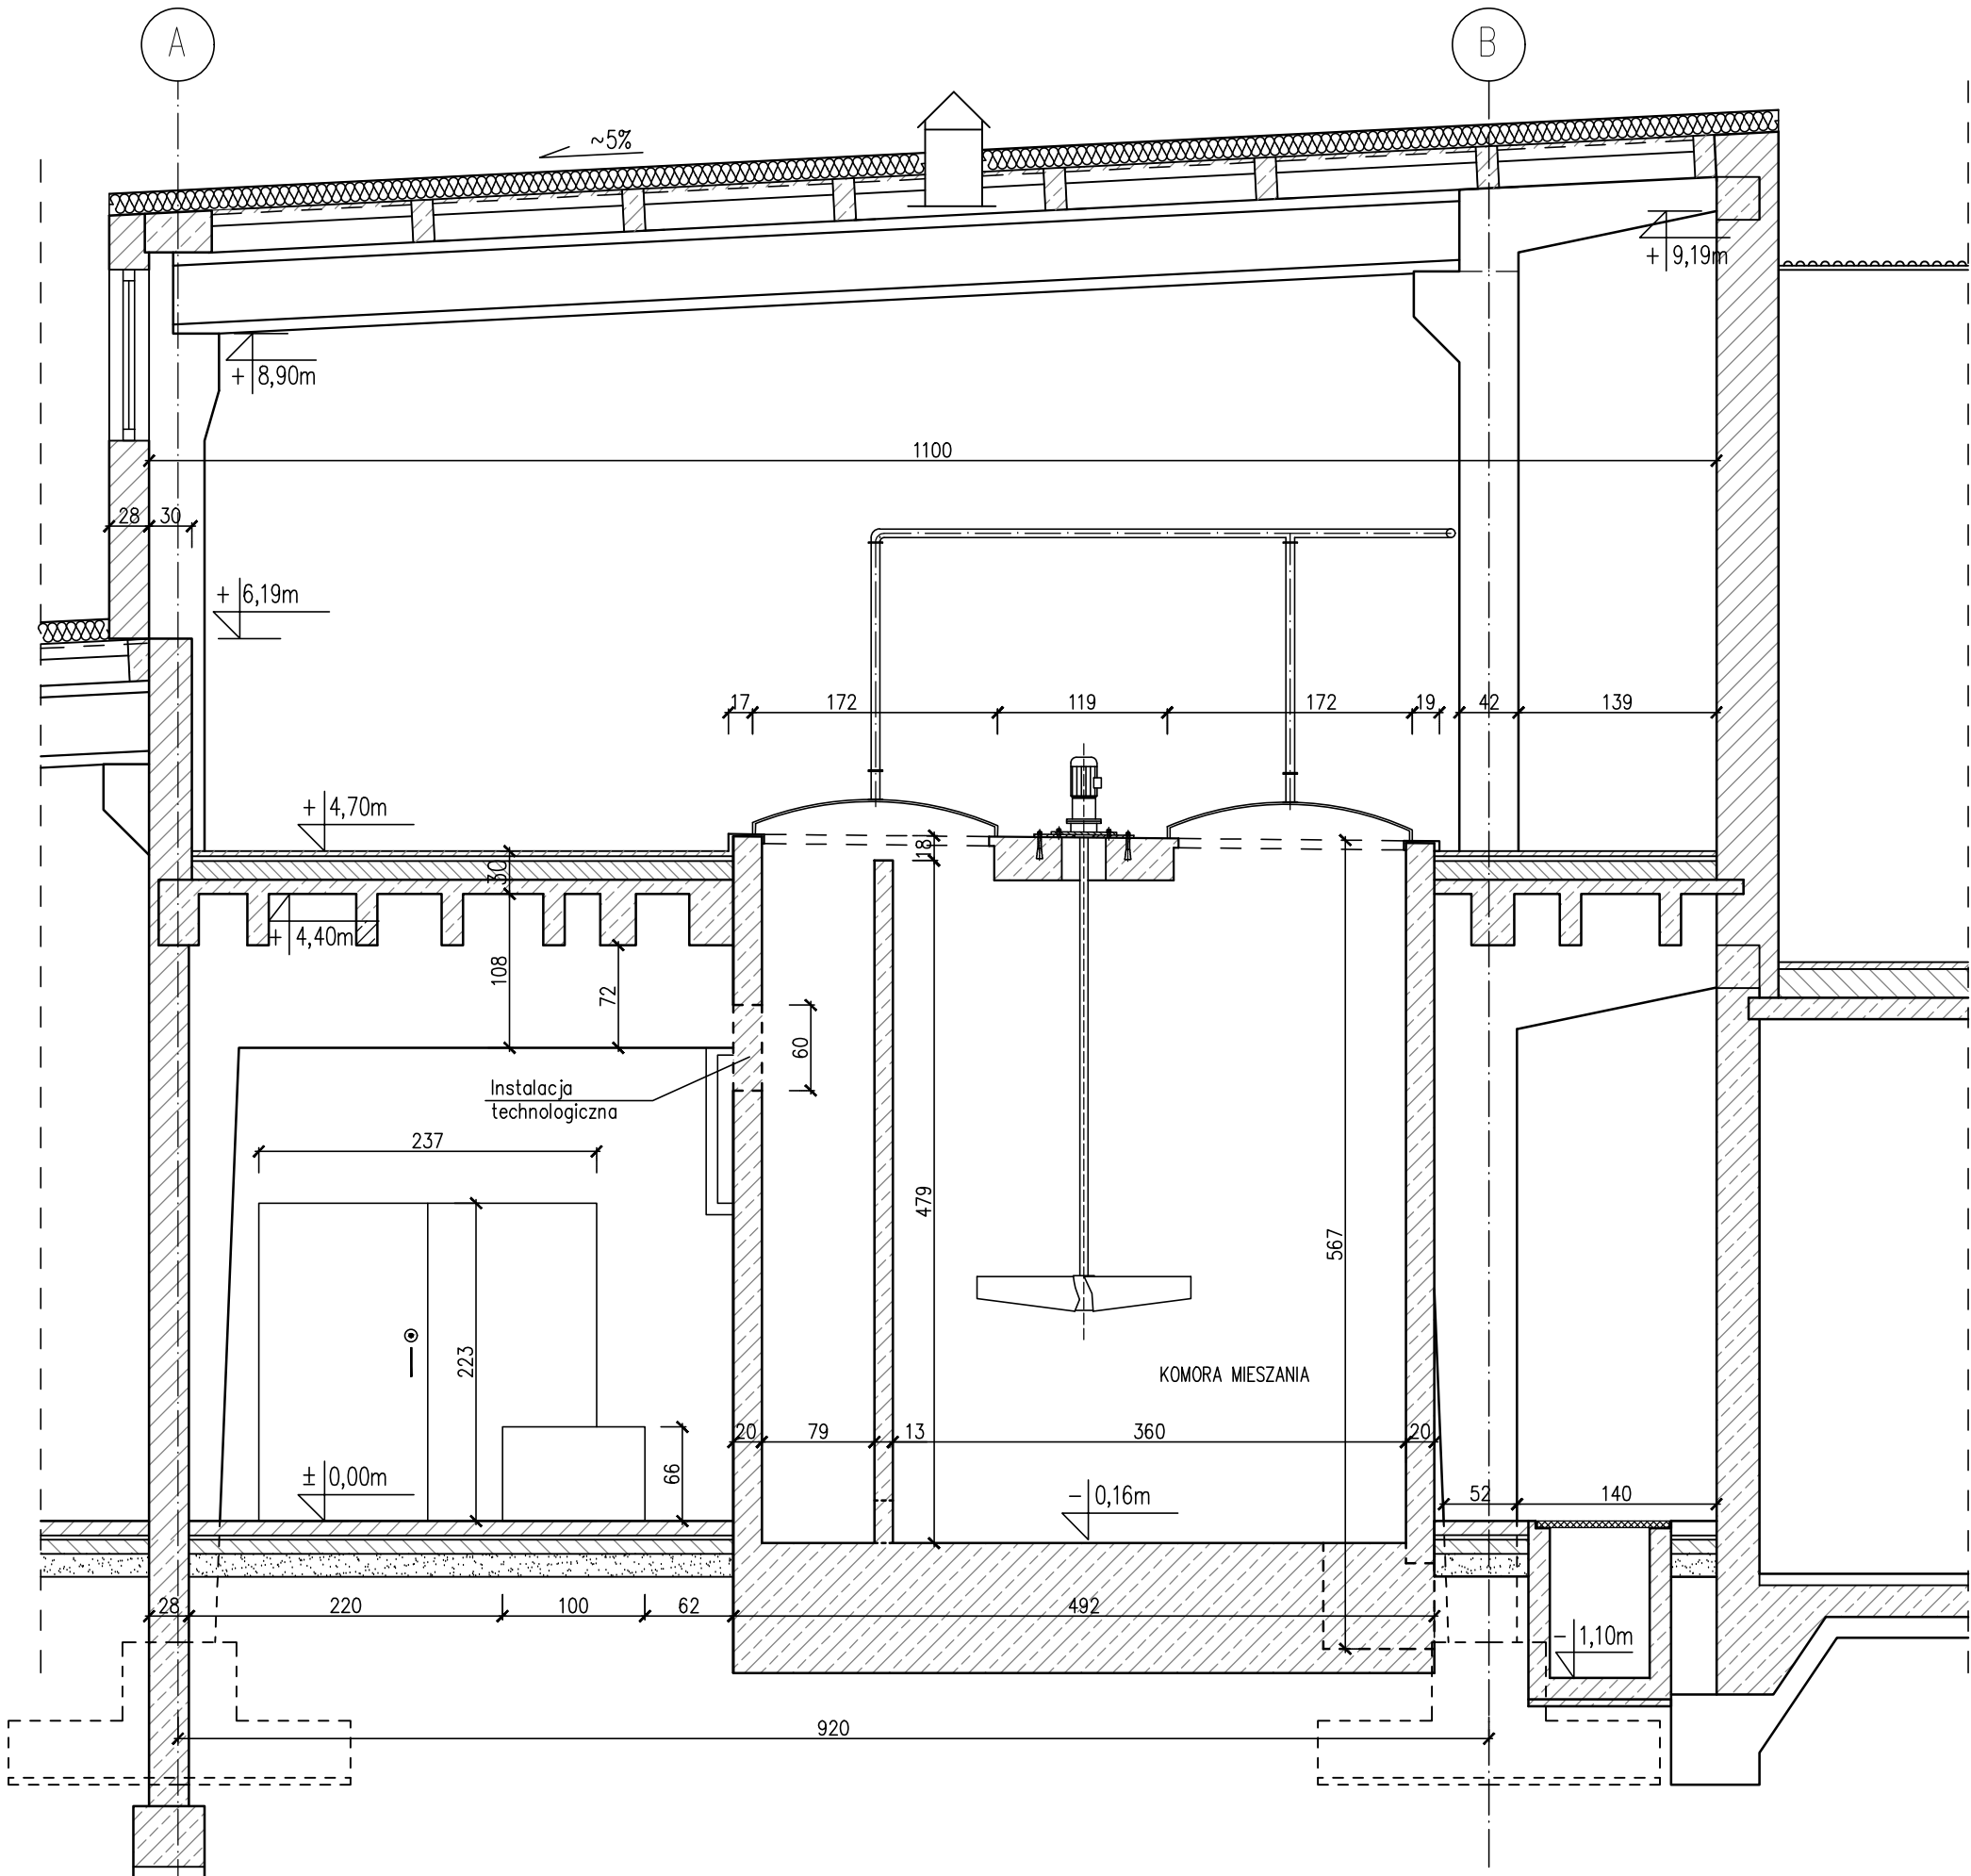 A
B
~5%
+ 9,19m
+ 8,90m
1100
28
30
+ 6,19m
17
172
119
172
19
42
139
+ 4,70m
30
18
+ 4,40m
108
72
60
Instalacja
technologiczna
237
479
567
223
KOMORA MIESZANIA
20
79
13
360
20
66
± 0,00m
- 0,16m
52
140
28
220
100
62
492
- 1,10m
920